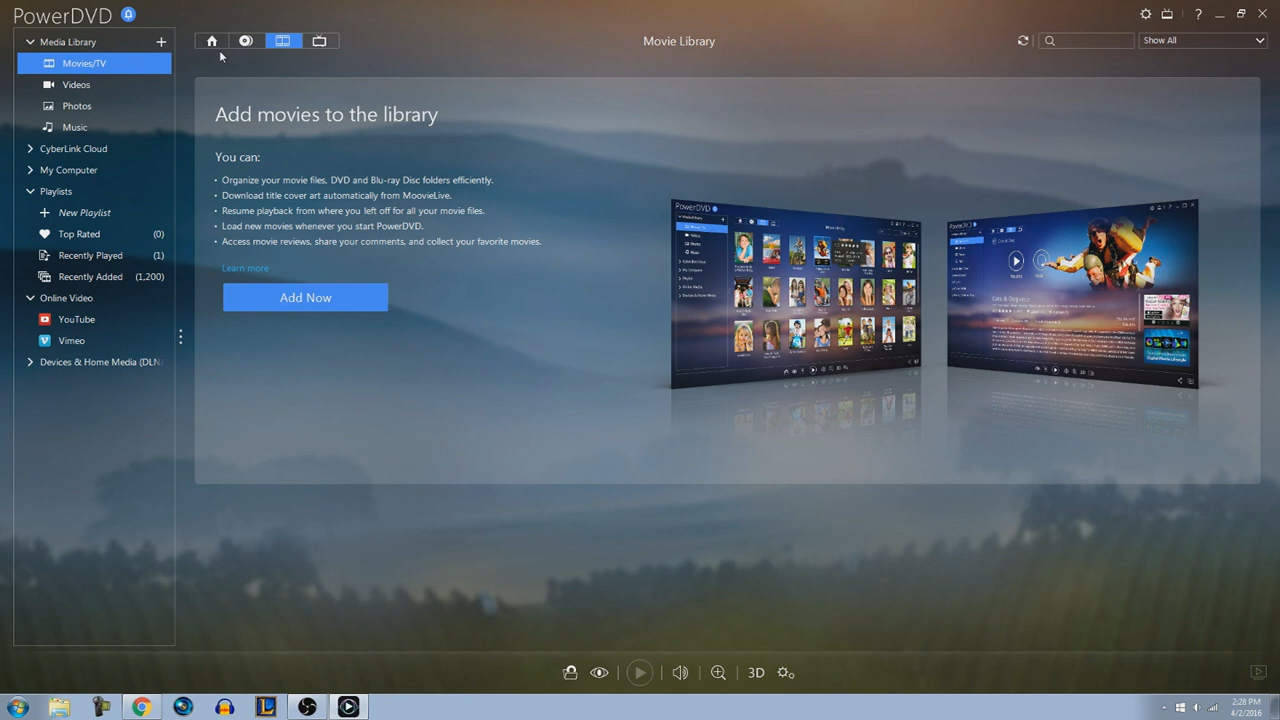 PowerDVD
Media Library
Movies/TV
Videos
Photos
Music
CyberLink Cloud
My Computer
Playlists
New Playlist
Top Rated (0)
Recently Played (1)
Recently Added (1,200)
Online Video
YouTube
Vimeo
Devices & Home Media (DLN
Movie Library
Show All
Add movies to the library
You can:
• Organize your movie files, DVD and Blu-ray Disc folders efficiently.
• Download title cover art automatically from MoovieLive.
• Resume playback from where you left off for all your movie files.
• Load new movies whenever you start PowerDVD.
• Access movie reviews, share your comments, and collect your favorite movies.
Learn more
Add Now
PowerDVD
3D
2:28 PM
4/2/2016